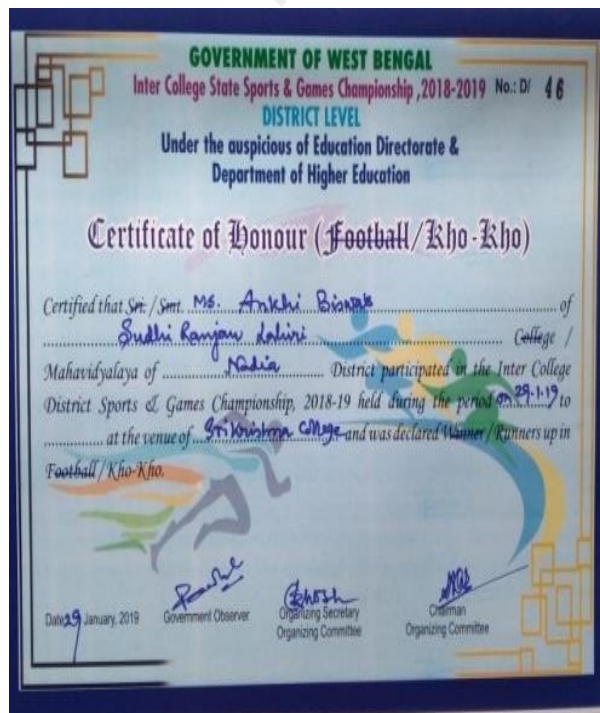 GOVERNMENT OF WEST BENGAL
Inter College State Sports & Games Championship ,2018-2019 No.: D/ 46
DISTRICT LEVEL
Under the auspicious of Education Directorate &
Department of Higher Education
Certificate of Honour (Football/Kho-Kho)
Certified that Sri. / Smt. Ms. Ankhi Biswas of
Sudhi Ranjan Lahiri College /
Mahavidyalaya of Nadia District participated in the Inter College
District Sports & Games Championship, 2018-19 held during the period on 29.1.19 to
at the venue of Sri Krishna College and was declared Winner / Runners up in
Football / Kho-Kho.
Date 29 January, 2019
Government Observer
Organizing Secretary
Organizing Committee
Chairman
Organizing Committee